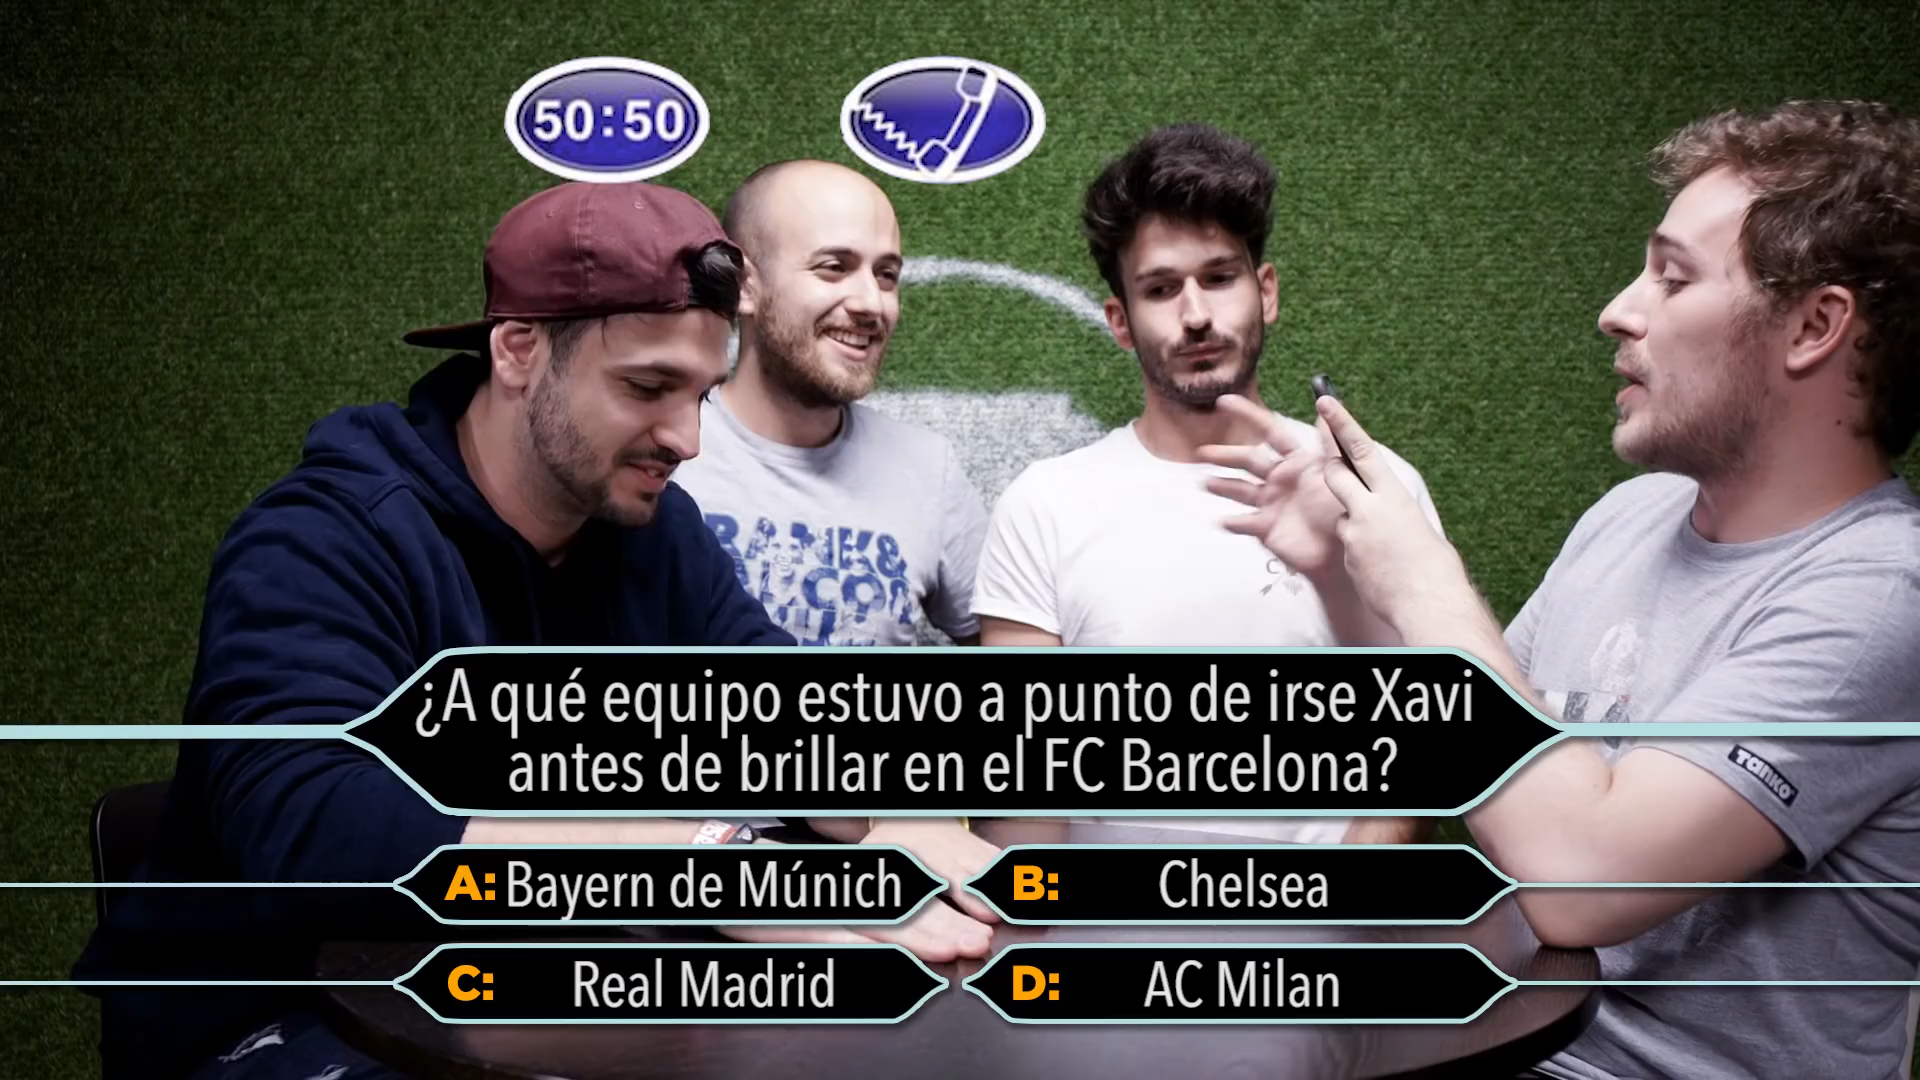 50:50
¿A qué equipo estuvo a punto de irse Xavi
antes de brillar en el FC Barcelona?
A: Bayern de Múnich
B: Chelsea
C: Real Madrid
D: AC Milan
Tanko